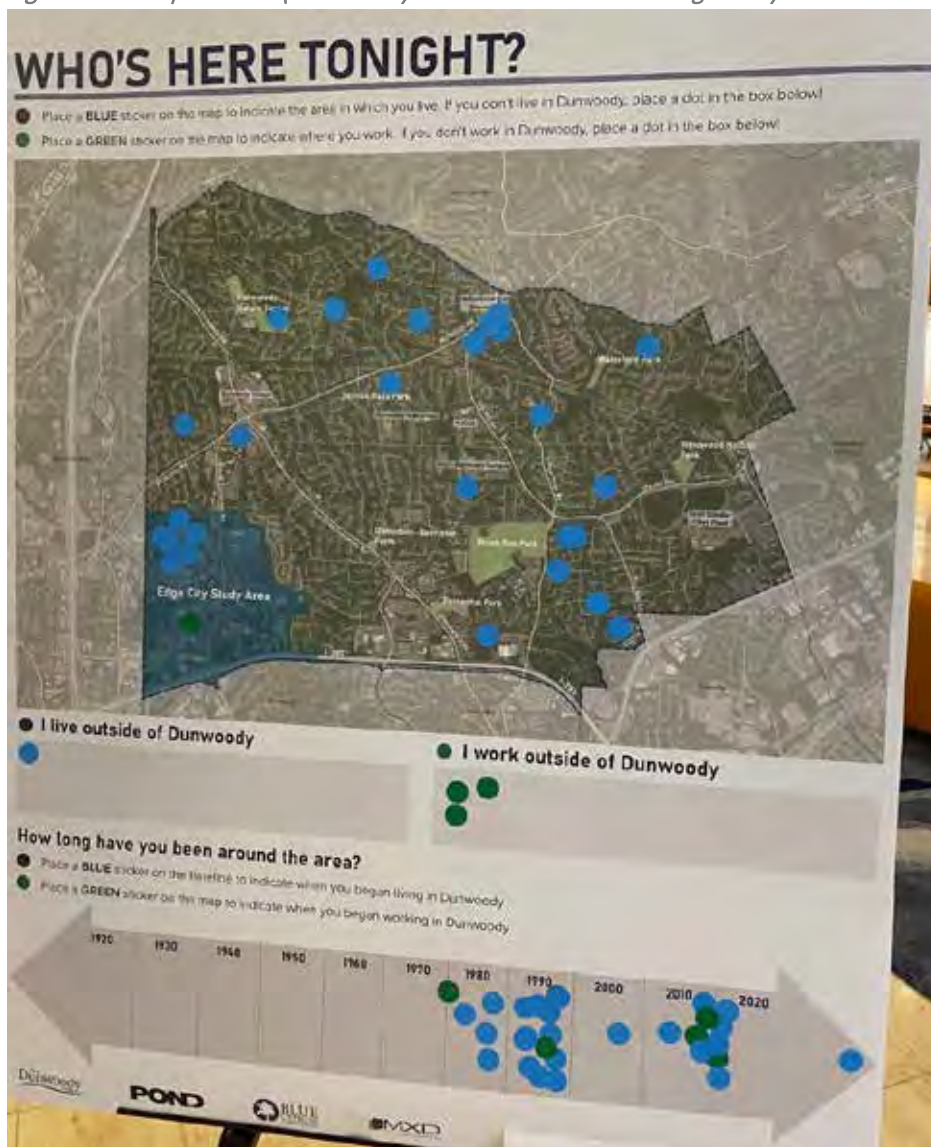 WHO'S HERE TONIGHT?
Place a BLUE sticker on the map to indicate the area in which you live. If you don't live in Dunwoody, place a dot in the box below!
Place a GREEN sticker on the map to indicate where you work. If you don't work in Dunwoody, place a dot in the box below!
Park
Brook Run Park
Park
Edge City Study Area
I live outside of Dunwoody
I work outside of Dunwoody
How long have you been around the area?
Place a BLUE sticker on the timeline to indicate when you began living in Dunwoody
Place a GREEN sticker on the map to indicate when you began working in Dunwoody
1920 1930 1940 1950 1960 1970 1980 1990 2000 2010 2020
Dunwoody
POND
BLUE
MXD